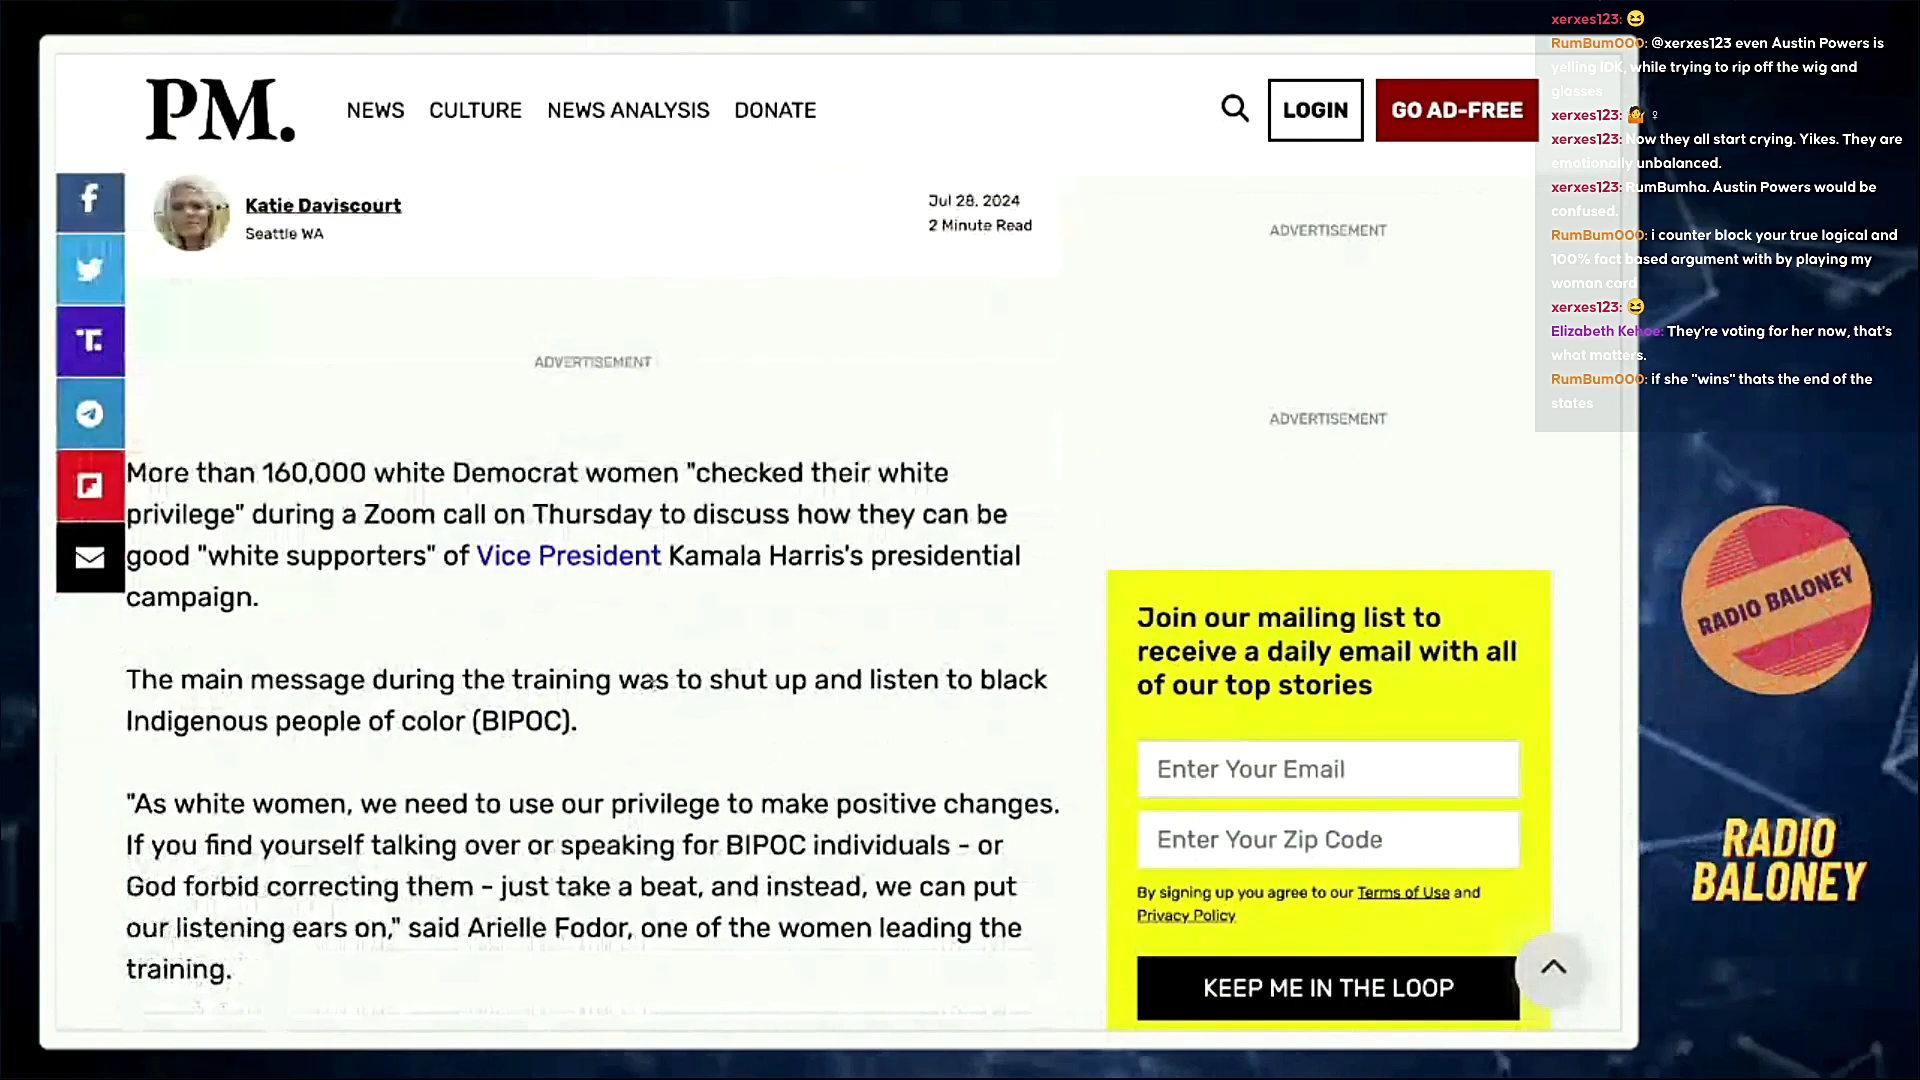 PM.
NEWS CULTURE NEWS ANALYSIS DONATE
LOGIN
GO AD-FREE
Katie Daviscourt
Seattle WA
Jul 28, 2024
2 Minute Read
ADVERTISEMENT
More than 160,000 white Democrat women "checked their white
privilege" during a Zoom call on Thursday to discuss how they can be
good "white supporters" of Vice President Kamala Harris's presidential
campaign.
The main message during the training was to shut up and listen to black
Indigenous people of color (BIPOC).
"As white women, we need to use our privilege to make positive changes.
If you find yourself talking over or speaking for BIPOC individuals - or
God forbid correcting them - just take a beat, and instead, we can put
our listening ears on," said Arielle Fodor, one of the women leading the
training.
ADVERTISEMENT
ADVERTISEMENT
Join our mailing list to
receive a daily email with all
of our top stories
Enter Your Email
Enter Your Zip Code
By signing up you agree to our Terms of Use and
Privacy Policy
KEEP ME IN THE LOOP
xerxes123: 😆
RumBum000: @xerxes123 even Austin Powers is
yelling IDK, while trying to rip off the wig and
glasses
xerxes123: 🤷 ♀
xerxes123: Now they all start crying. Yikes. They are
emotionally unbalanced.
xerxes123: RumBumha. Austin Powers would be
confused.
RumBum000: i counter block your true logical and
100% fact based argument with by playing my
woman card
xerxes123: 😆
Elizabeth Kehoe: They're voting for her now, that's
what matters.
RumBum000: if she "wins" thats the end of the
states
RADIO BALONEY
RADIO
BALONEY